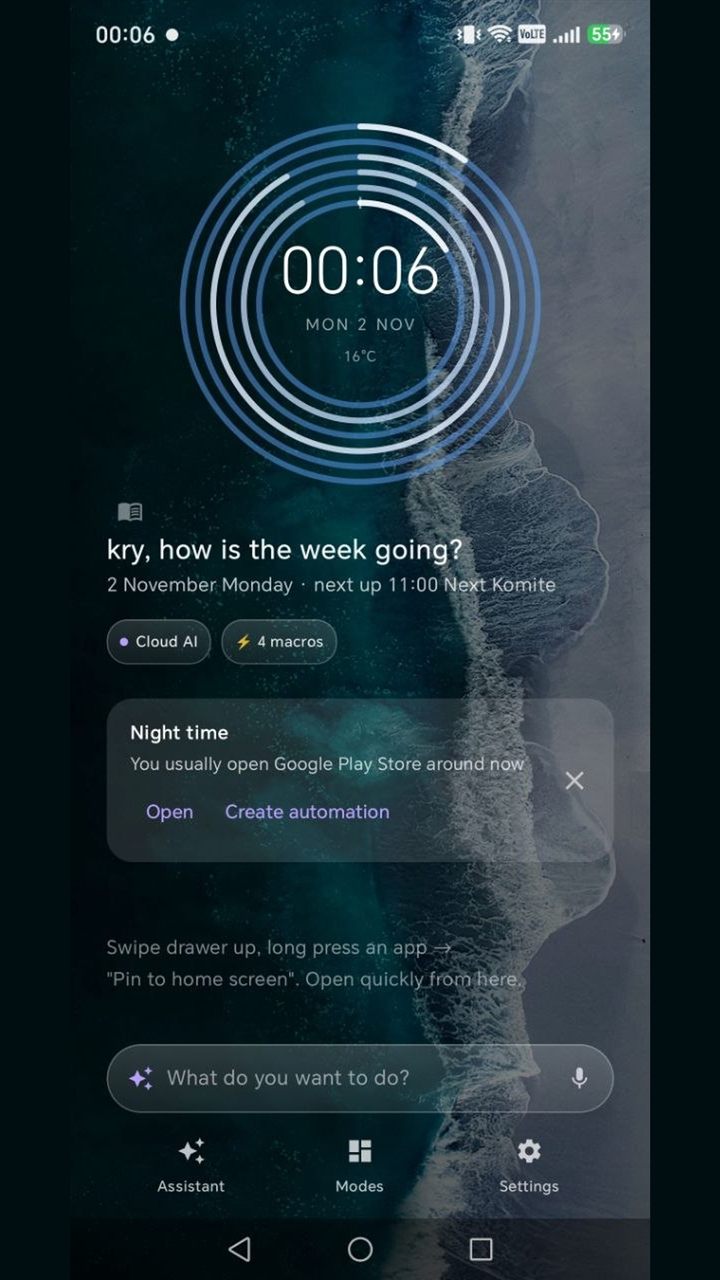 00:06
VoLTE
55
00:06
MON 2 NOV
16°C
kry, how is the week going?
2 November Monday · next up 11:00 Next Komite
Cloud AI
4 macros
Night time
You usually open Google Play Store around now
Open
Create automation
Swipe drawer up, long press an app →
"Pin to home screen". Open quickly from here.
What do you want to do?
Assistant
Modes
Settings